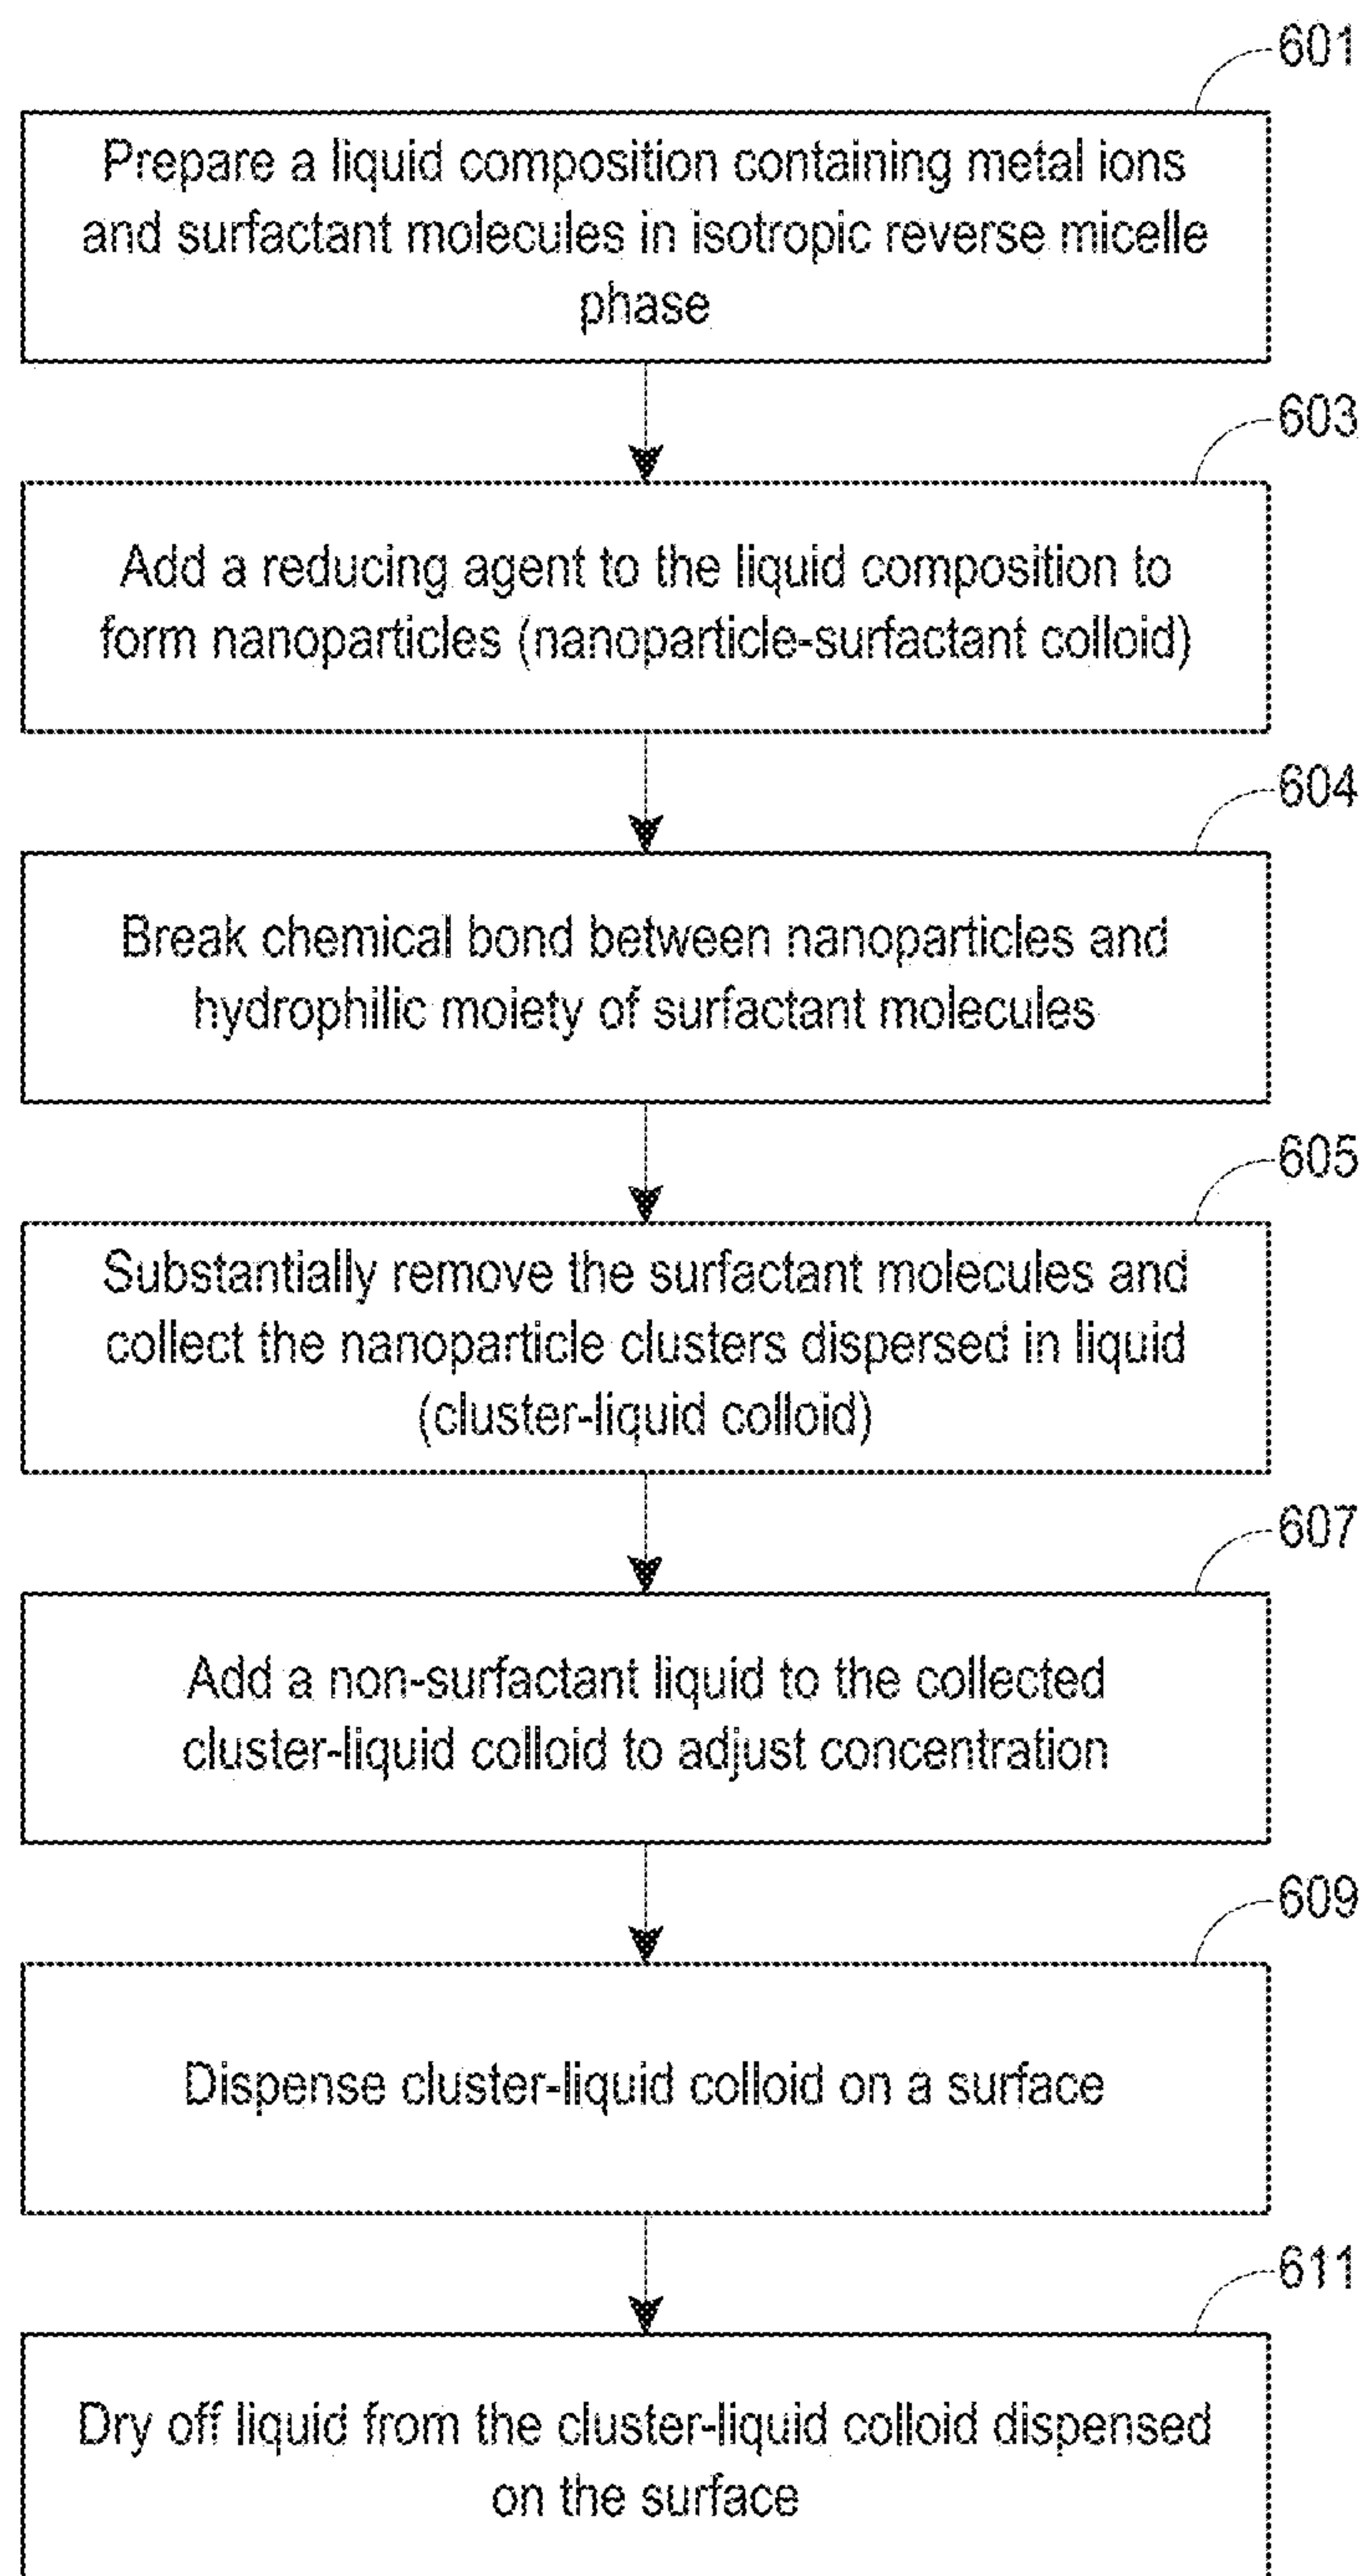 601
Prepare a liquid composition containing metal ions
and surfactant molecules in isotropic reverse micelle
phase
603
Add a reducing agent to the liquid composition to
form nanoparticles (nanoparticle-surfactant colloid)
604
Break chemical bond between nanoparticles and
hydrophilic moiety of surfactant molecules
605
Substantially remove the surfactant molecules and
collect the nanoparticle clusters dispersed in liquid
(cluster-liquid colloid)
607
Add a non-surfactant liquid to the collected
cluster-liquid colloid to adjust concentration
609
Dispense cluster-liquid colloid on a surface
611
Dry off liquid from the cluster-liquid colloid dispensed
on the surface